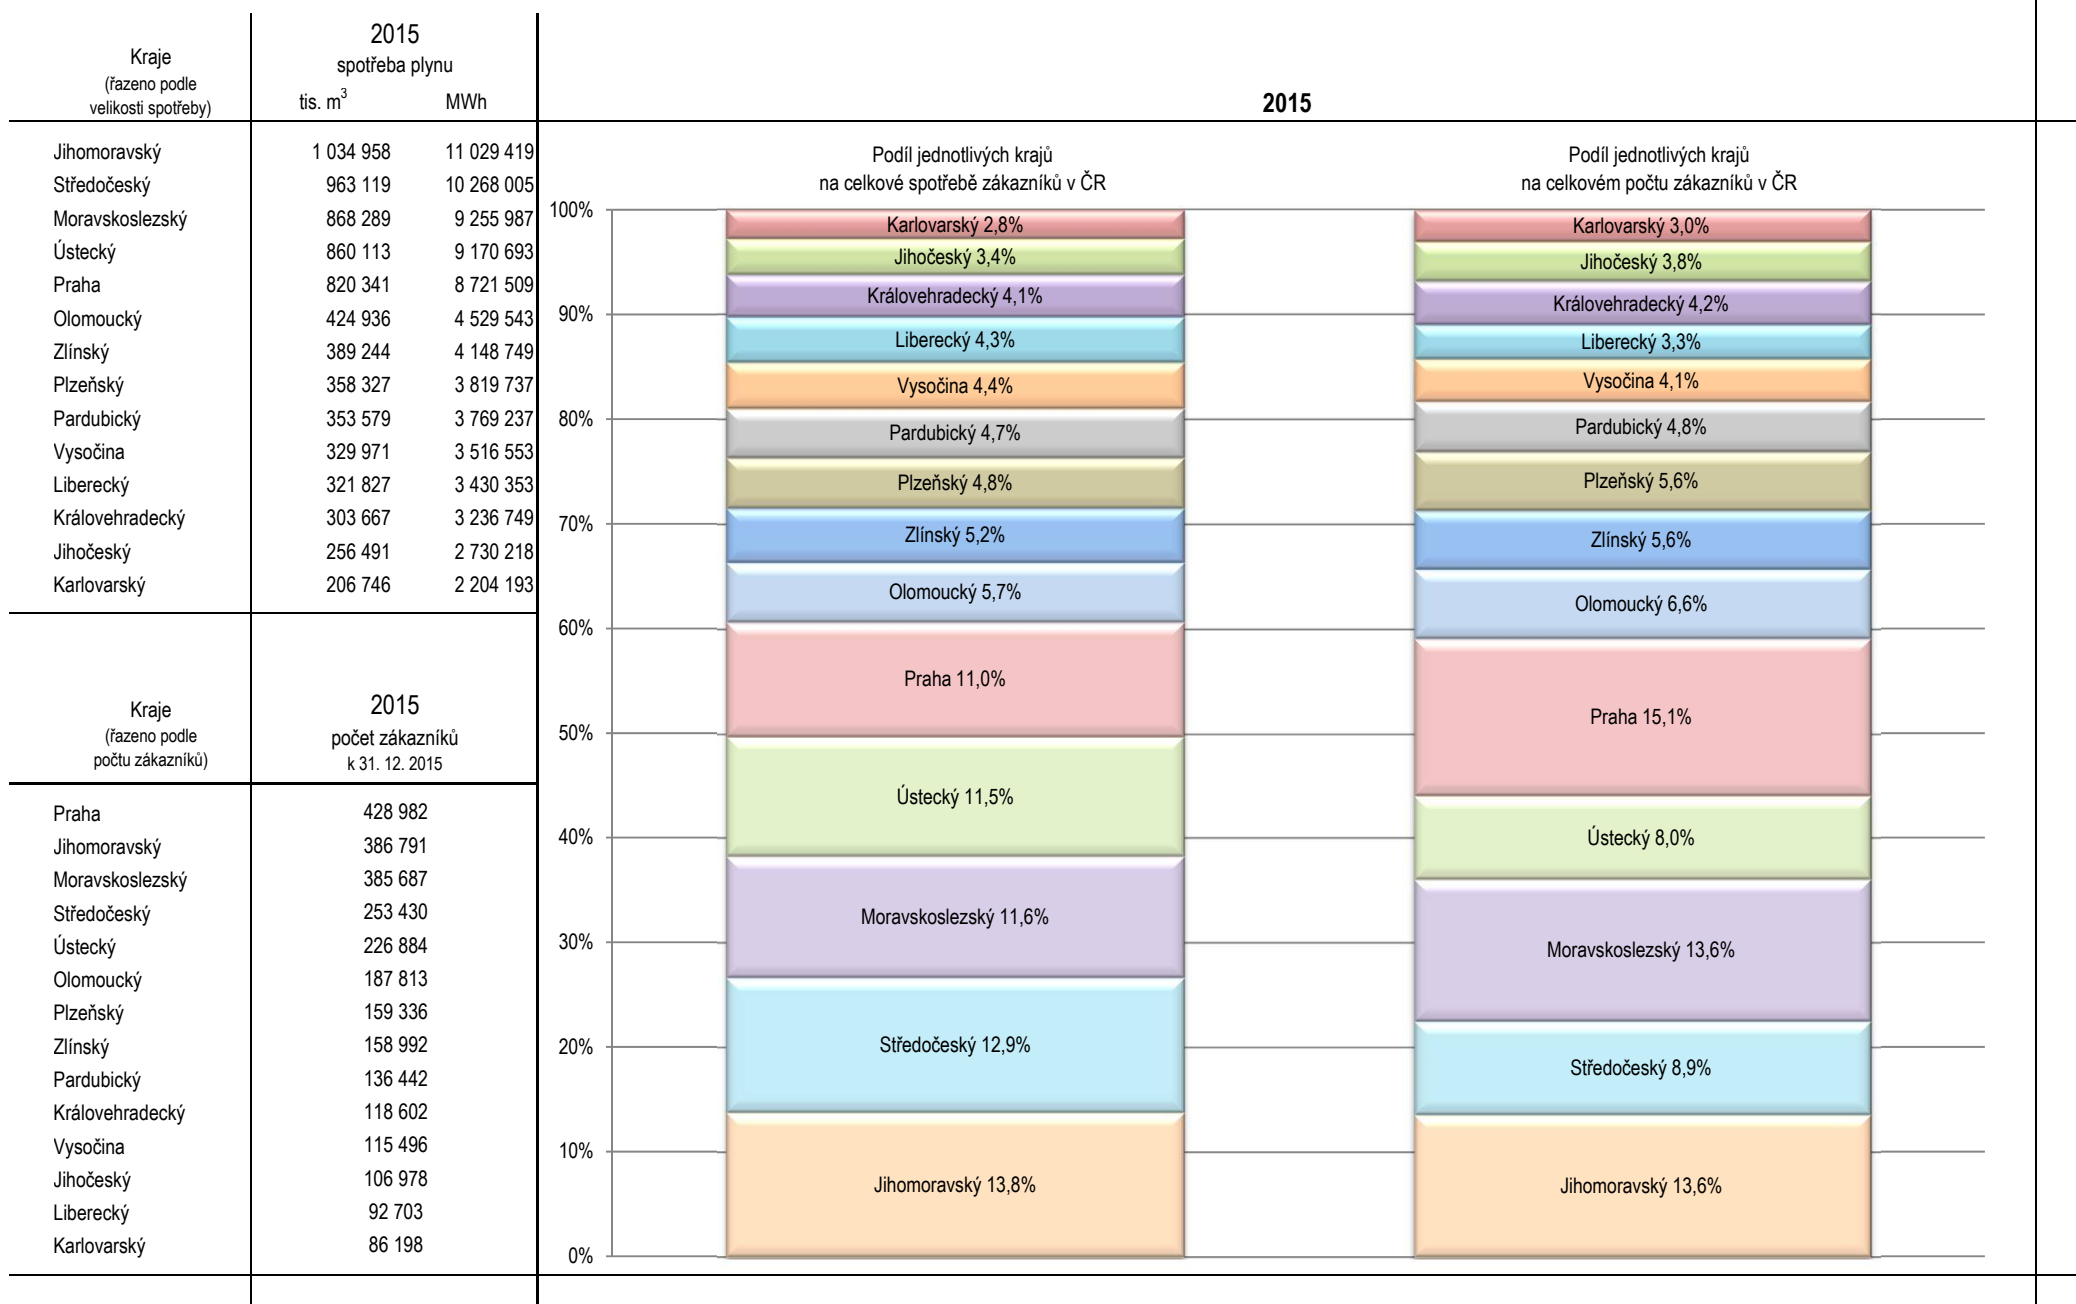 Kraje
(řazeno podle
velikosti spotřeby)
2015
spotřeba plynu
tis. m³ MWh
Jihomoravský 1 034 958 11 029 419
Středočeský 963 119 10 268 005
Moravskoslezský 868 289 9 255 987
Ústecký 860 113 9 170 693
Praha 820 341 8 721 509
Olomoucký 424 936 4 529 543
Zlínský 389 244 4 148 749
Plzeňský 358 327 3 819 737
Pardubický 353 579 3 769 237
Vysočina 329 971 3 516 553
Liberecký 321 827 3 430 353
Královehradecký 303 667 3 236 749
Jihočeský 256 491 2 730 218
Karlovarský 206 746 2 204 193
Kraje
(řazeno podle
počtu zákazníků)
2015
počet zákazníků
k 31. 12. 2015
Praha 428 982
Jihomoravský 386 791
Moravskoslezský 385 687
Středočeský 253 430
Ústecký 226 884
Olomoucký 187 813
Plzeňský 159 336
Zlínský 158 992
Pardubický 136 442
Královehradecký 118 602
Vysočina 115 496
Jihočeský 106 978
Liberecký 92 703
Karlovarský 86 198
2015
Podíl jednotlivých krajů
na celkové spotřebě zákazníků v ČR
Podíl jednotlivých krajů
na celkovém počtu zákazníků v ČR
100%
90%
80%
70%
60%
50%
40%
30%
20%
10%
0%
Karlovarský 2,8%
Jihočeský 3,4%
Královehradecký 4,1%
Liberecký 4,3%
Vysočina 4,4%
Pardubický 4,7%
Plzeňský 4,8%
Zlínský 5,2%
Olomoucký 5,7%
Praha 11,0%
Ústecký 11,5%
Moravskoslezský 11,6%
Středočeský 12,9%
Jihomoravský 13,8%
Karlovarský 3,0%
Jihočeský 3,8%
Královehradecký 4,2%
Liberecký 3,3%
Vysočina 4,1%
Pardubický 4,8%
Plzeňský 5,6%
Zlínský 5,6%
Olomoucký 6,6%
Praha 15,1%
Ústecký 8,0%
Moravskoslezský 13,6%
Středočeský 8,9%
Jihomoravský 13,6%